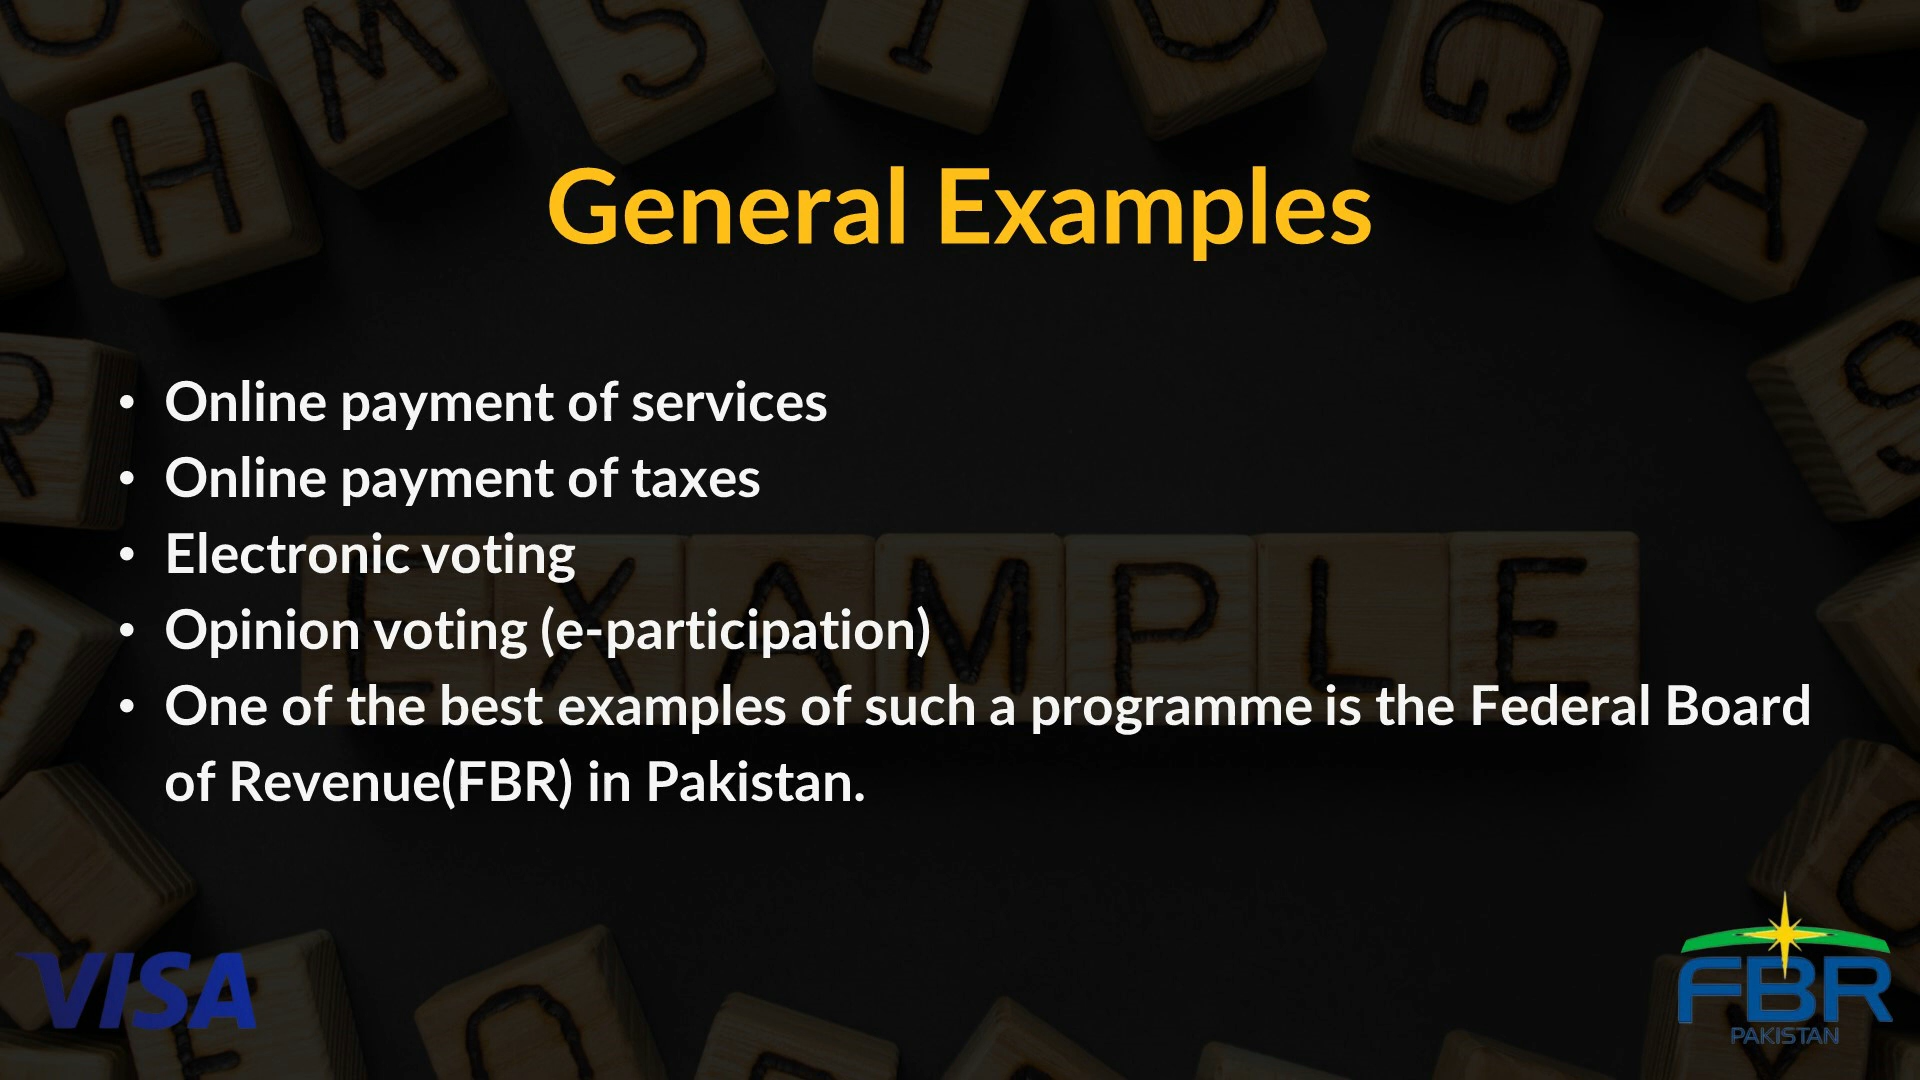 H M S I U G A
General Examples
• Online payment of services
• Online payment of taxes
• Electronic voting
• Opinion voting (e-participation)
• One of the best examples of such a programme is the Federal Board
of Revenue(FBR) in Pakistan.
EXAMPLE
VISA
FBR
PAKISTAN